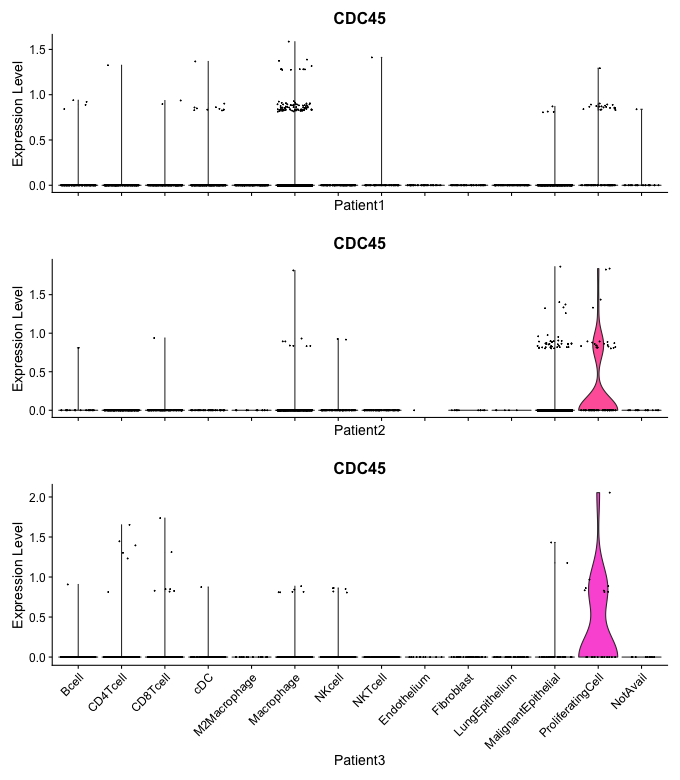 CDC45
Expression Level
1.5
1.0
0.5
0.0
Patient1
CDC45
Expression Level
1.5
1.0
0.5
0.0
Patient2
CDC45
Expression Level
2.0
1.5
1.0
0.5
0.0
Bcell
CD4Tcell
CD8Tcell
cDC
M2Macrophage
Macrophage
NKcell
NKTcell
Endothelium
Fibroblast
LungEpithelium
MalignantEpithelial
ProliferatingCell
NotAvail
Patient3